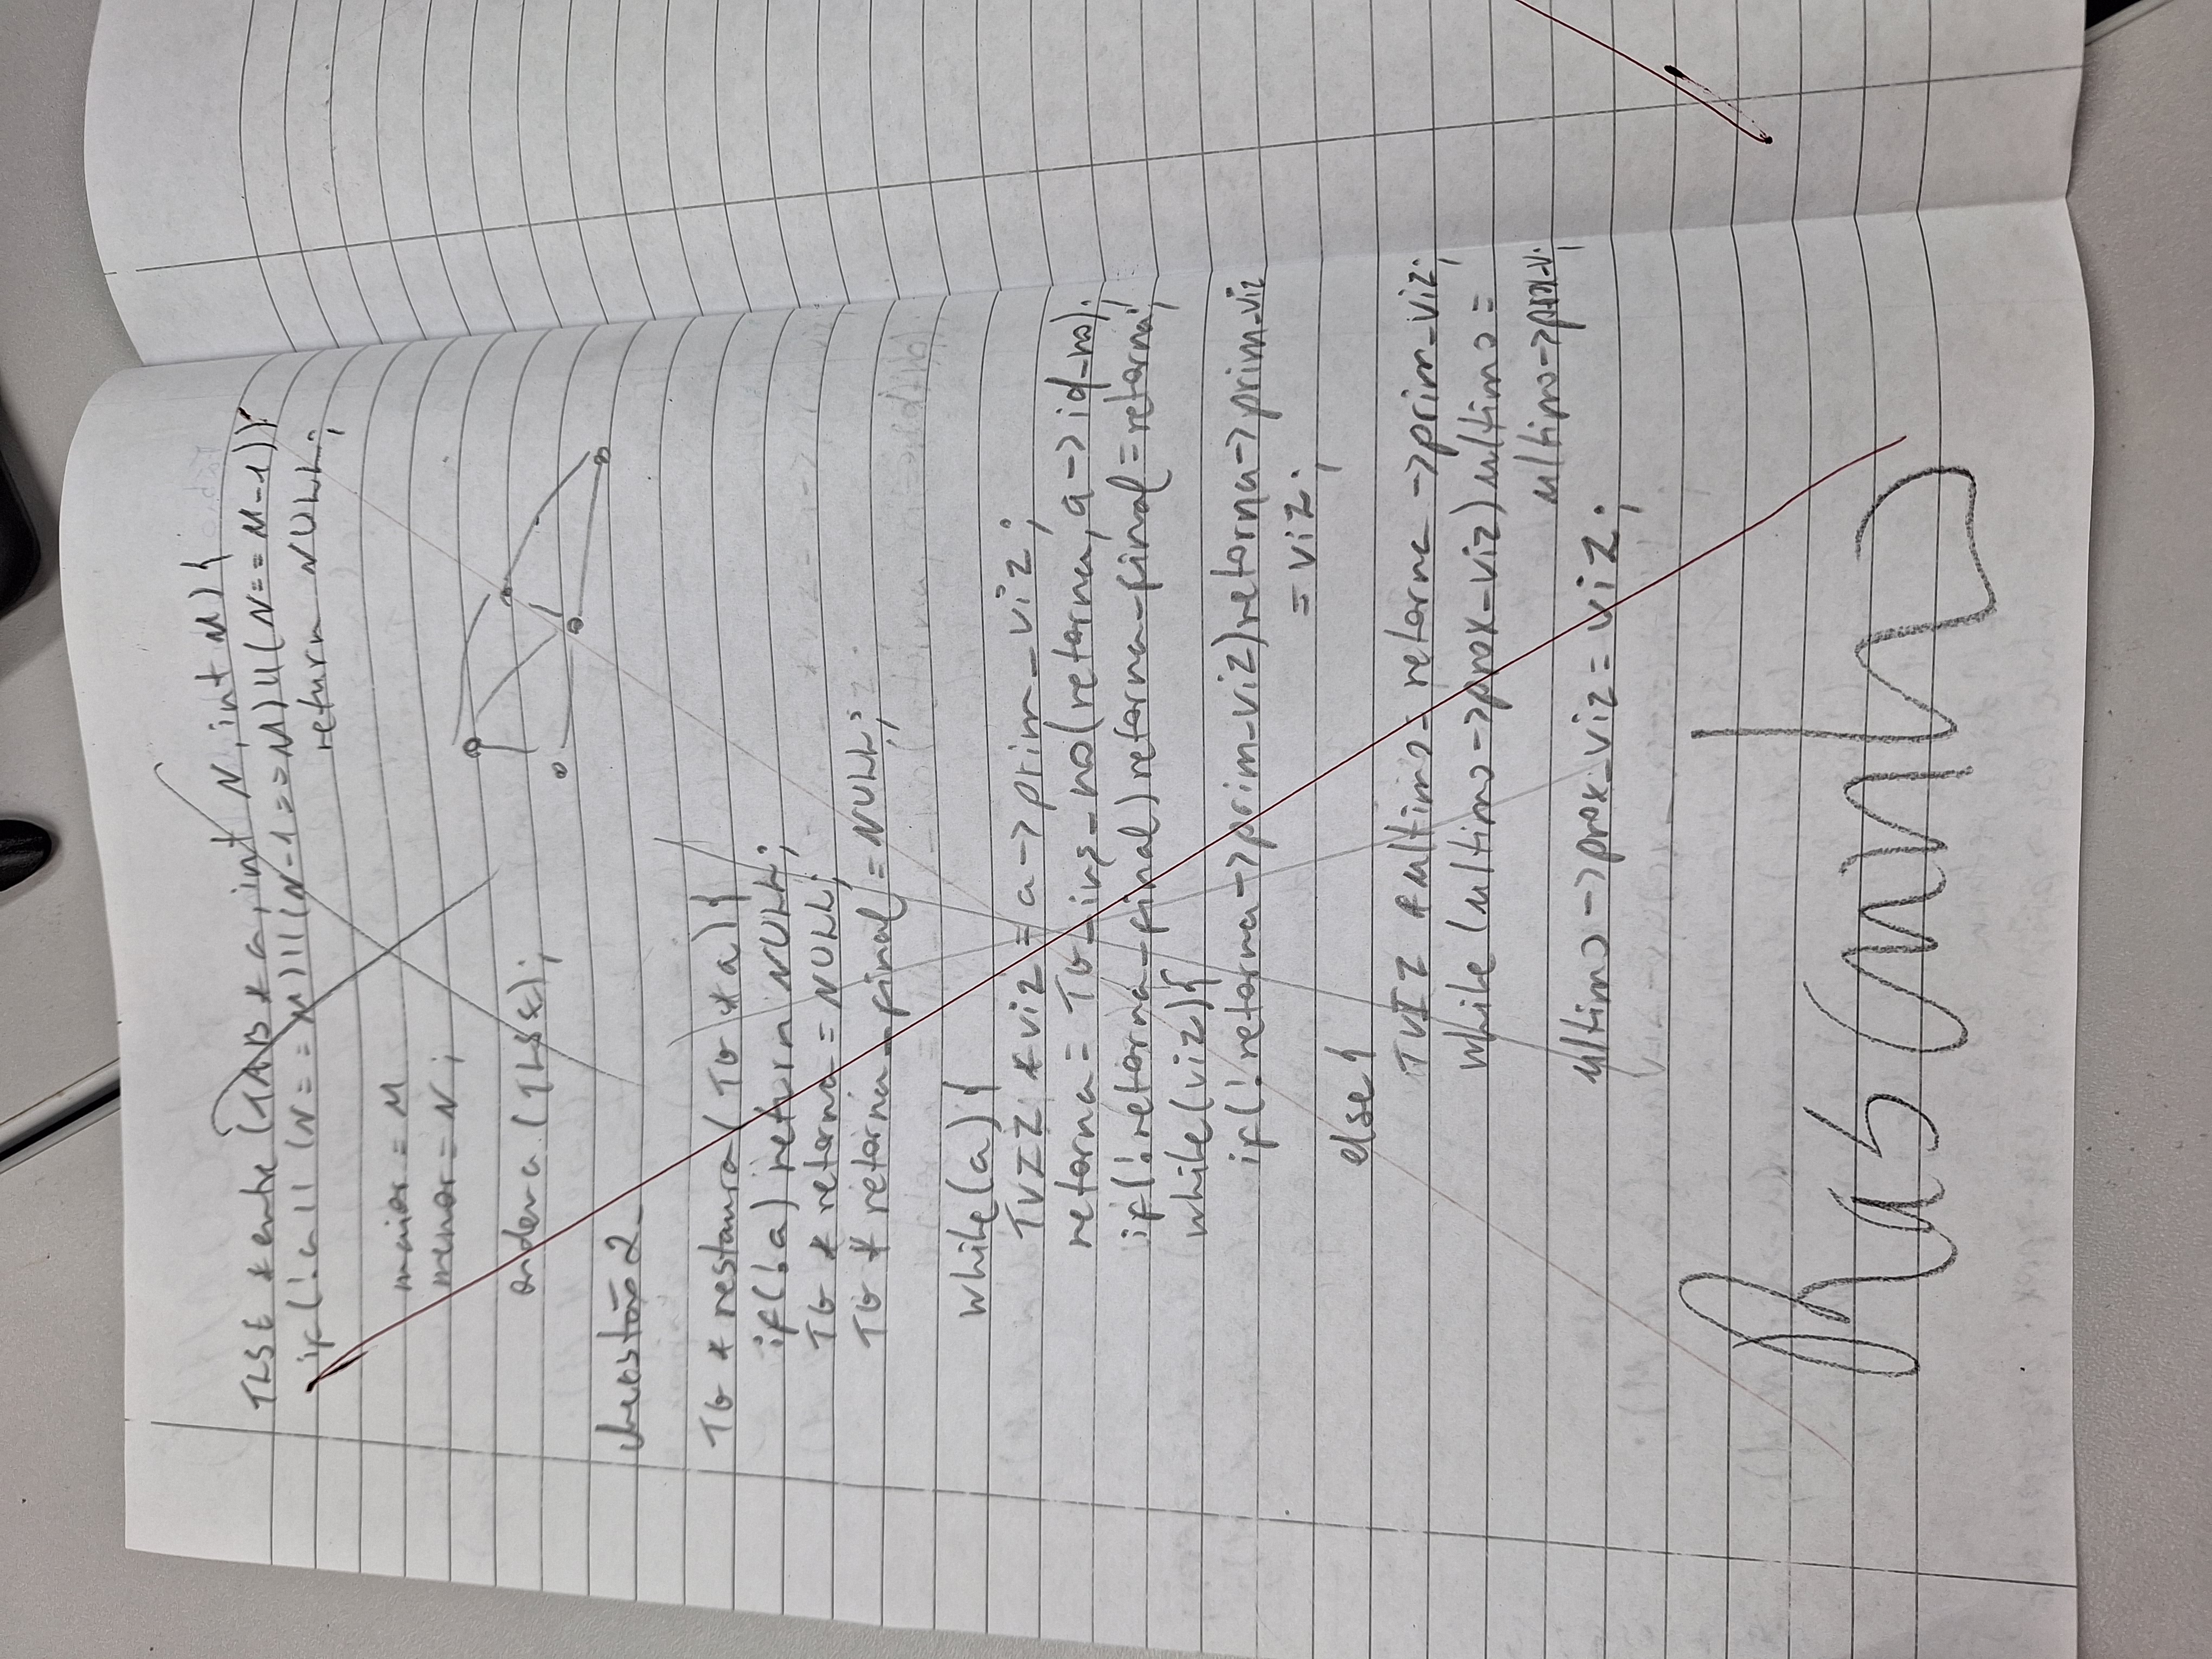 TLSE * entre (TAB * a, int N, int M) {
if(!a || (N == M) || (N-1 == M) || (N == M-1))
return NULL;
maior = M
menor = N;
ordena (TLSE);
Questão 2
TG * restaura( TG * a) {
if(!a) return NULL;
TG * retorna = NULL;
TG * retorna_final = NULL;
while(a) {
TVIZ *viz = a->prim_viz;
retorna = TG_ins_no(retorna, a->id_no);
if(!retorna_final) retorna_final = retorna;
while(viz){
if(!retorna->prim_viz) retorna->prim_viz
= viz;
else {
TVIZ *ultimo = retorna ->prim_viz;
while (ultimo->prox_viz) ultimo =
ultimo->prox_v;
ultimo ->prox_viz = viz;
Rascunho